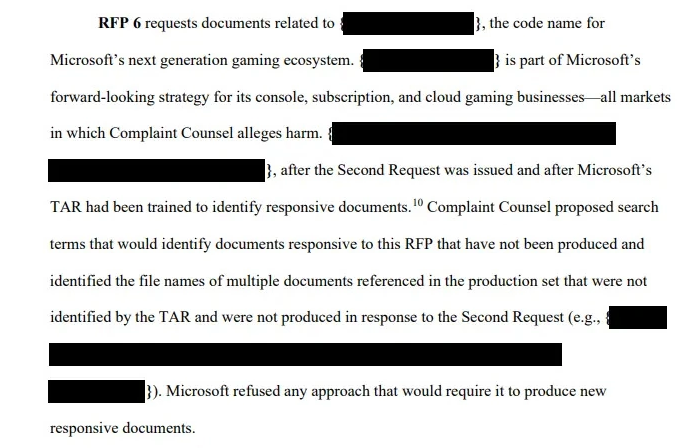 RFP 6 requests documents related to { }, the code name for
Microsoft’s next generation gaming ecosystem. { } is part of Microsoft’s
forward-looking strategy for its console, subscription, and cloud gaming businesses—all markets
in which Complaint Counsel alleges harm. {
}, after the Second Request was issued and after Microsoft’s
TAR had been trained to identify responsive documents.¹⁰ Complaint Counsel proposed search
terms that would identify documents responsive to this RFP that have not been produced and
identified the file names of multiple documents referenced in the production set that were not
identified by the TAR and were not produced in response to the Second Request (e.g., {
}). Microsoft refused any approach that would require it to produce new
responsive documents.